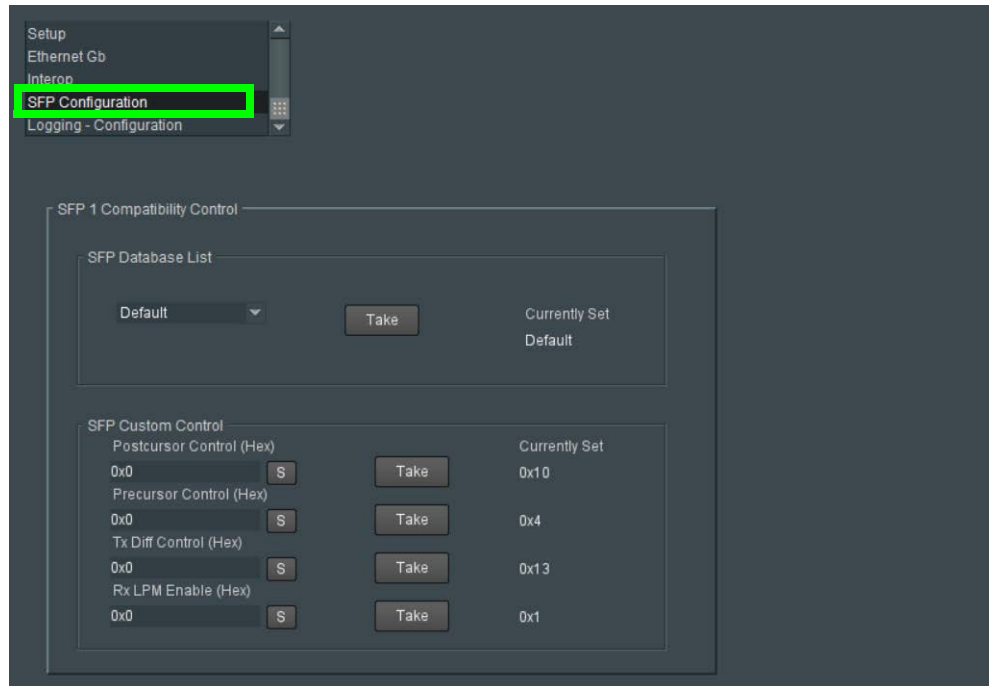 Setup
Ethernet Gb
Interop
SFP Configuration
Logging - Configuration
SFP 1 Compatibility Control
SFP Database List
Default
Take
Currently Set
Default
SFP Custom Control
Postcursor Control (Hex)
Currently Set
0x0 S Take 0x10
Precursor Control (Hex)
0x0 S Take 0x4
Tx Diff Control (Hex)
0x0 S Take 0x13
Rx LPM Enable (Hex)
0x0 S Take 0x1